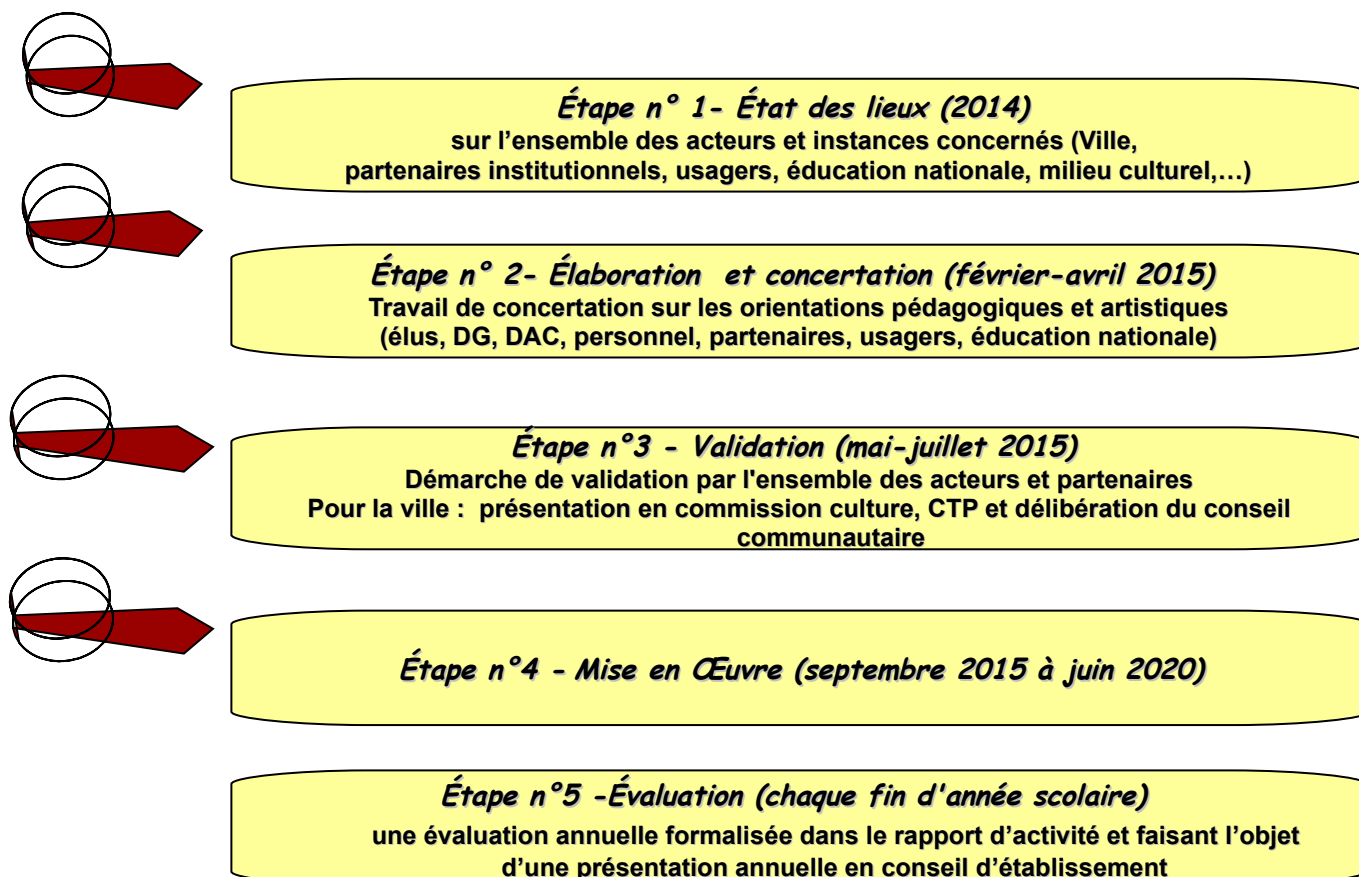 Étape n° 1- État des lieux (2014)
sur l’ensemble des acteurs et instances concernés (Ville,
partenaires institutionnels, usagers, éducation nationale, milieu culturel,…)
Étape n° 2- Élaboration et concertation (février-avril 2015)
Travail de concertation sur les orientations pédagogiques et artistiques
(élus, DG, DAC, personnel, partenaires, usagers, éducation nationale)
Étape n°3 - Validation (mai-juillet 2015)
Démarche de validation par l'ensemble des acteurs et partenaires
Pour la ville : présentation en commission culture, CTP et délibération du conseil
communautaire
Étape n°4 - Mise en Œuvre (septembre 2015 à juin 2020)
Étape n°5 -Évaluation (chaque fin d'année scolaire)
une évaluation annuelle formalisée dans le rapport d’activité et faisant l’objet
d’une présentation annuelle en conseil d’établissement